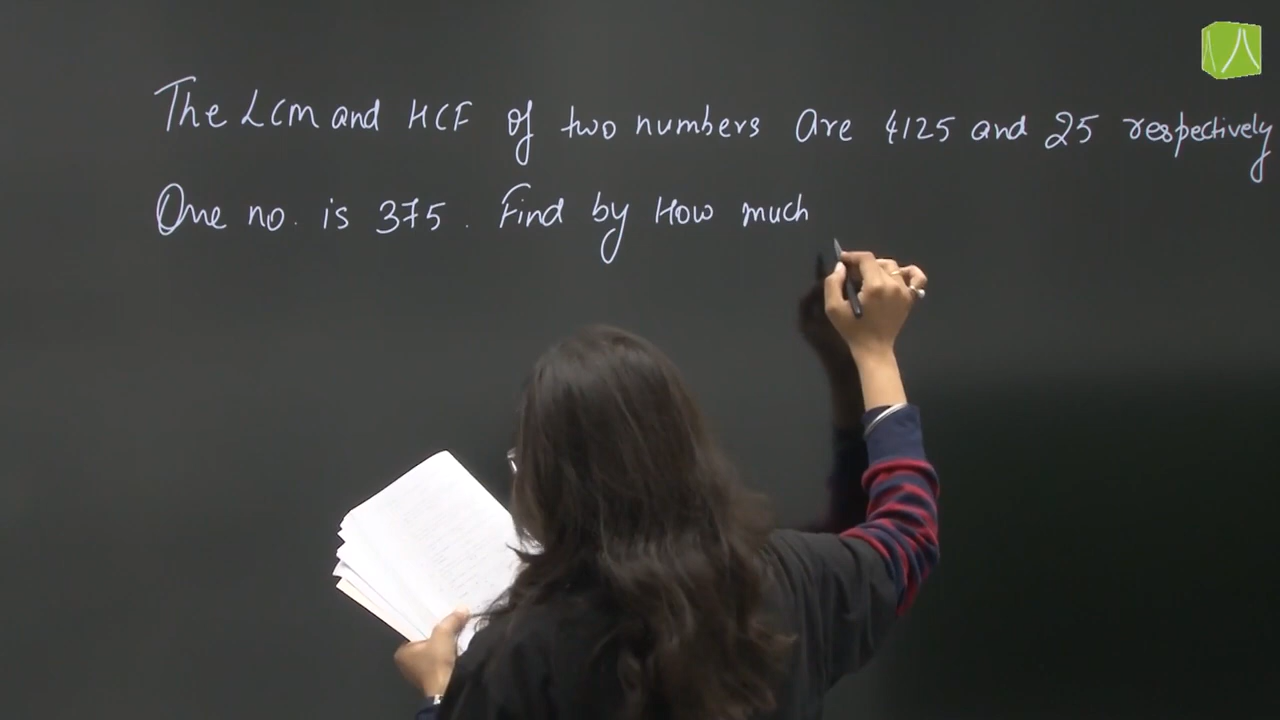 The LCM and HCF of two numbers are 4125 and 25 respectively
One no. is 375. Find by How much